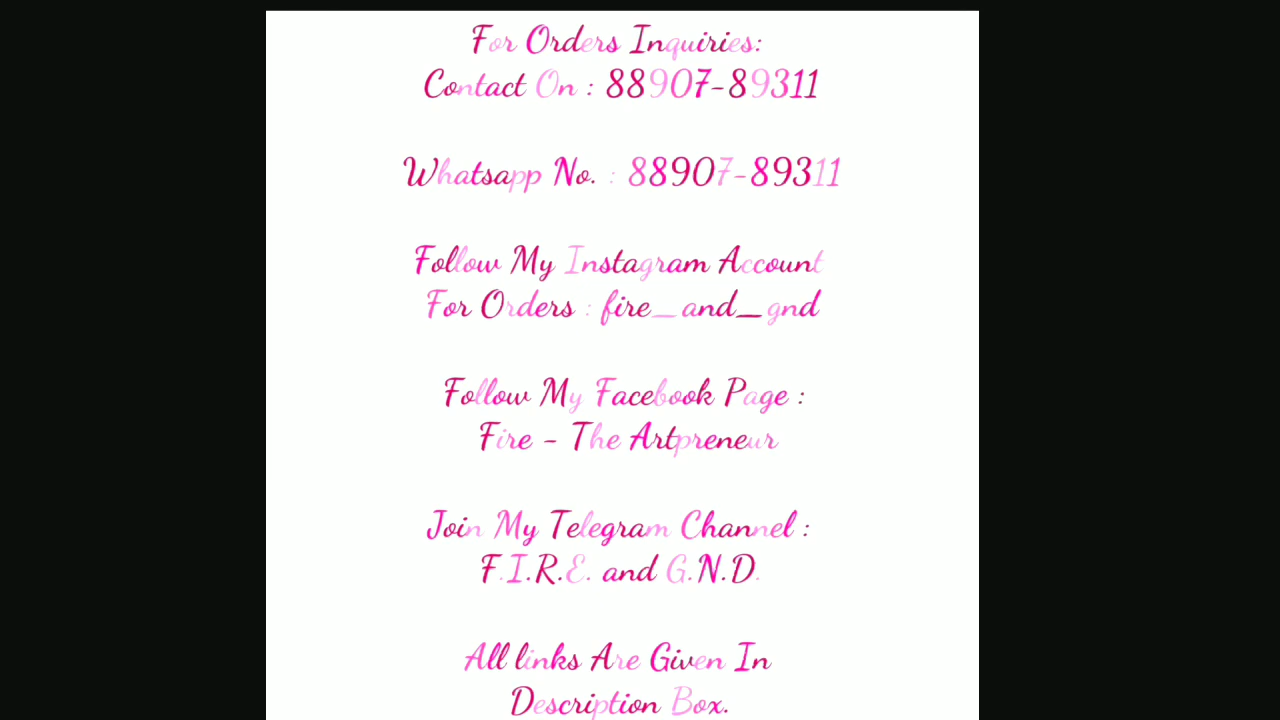 For Orders Inquiries:
Contact On : 88907-89311
Whatsapp No. : 88907-89311
Follow My Instagram Account
For Orders : fire_and_gnd
Follow My Facebook Page :
Fire - The Artpreneur
Join My Telegram Channel :
F.I.R.E. and G.N.D.
All links Are Given In
Description Box.